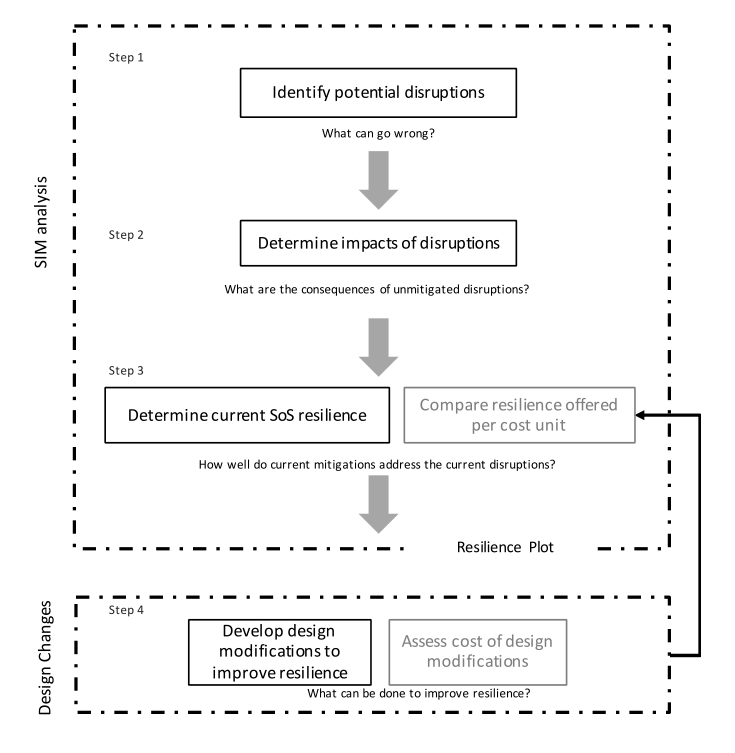 Step 1
Identify potential disruptions
What can go wrong?
SIM analysis
Step 2
Determine impacts of disruptions
What are the consequences of unmitigated disruptions?
Step 3
Determine current SoS resilience
Compare resilience offered
per cost unit
How well do current mitigations address the current disruptions?
Resilience Plot
Design Changes
Step 4
Develop design
modifications to
improve resilience
Assess cost of design
modifications
What can be done to improve resilience?